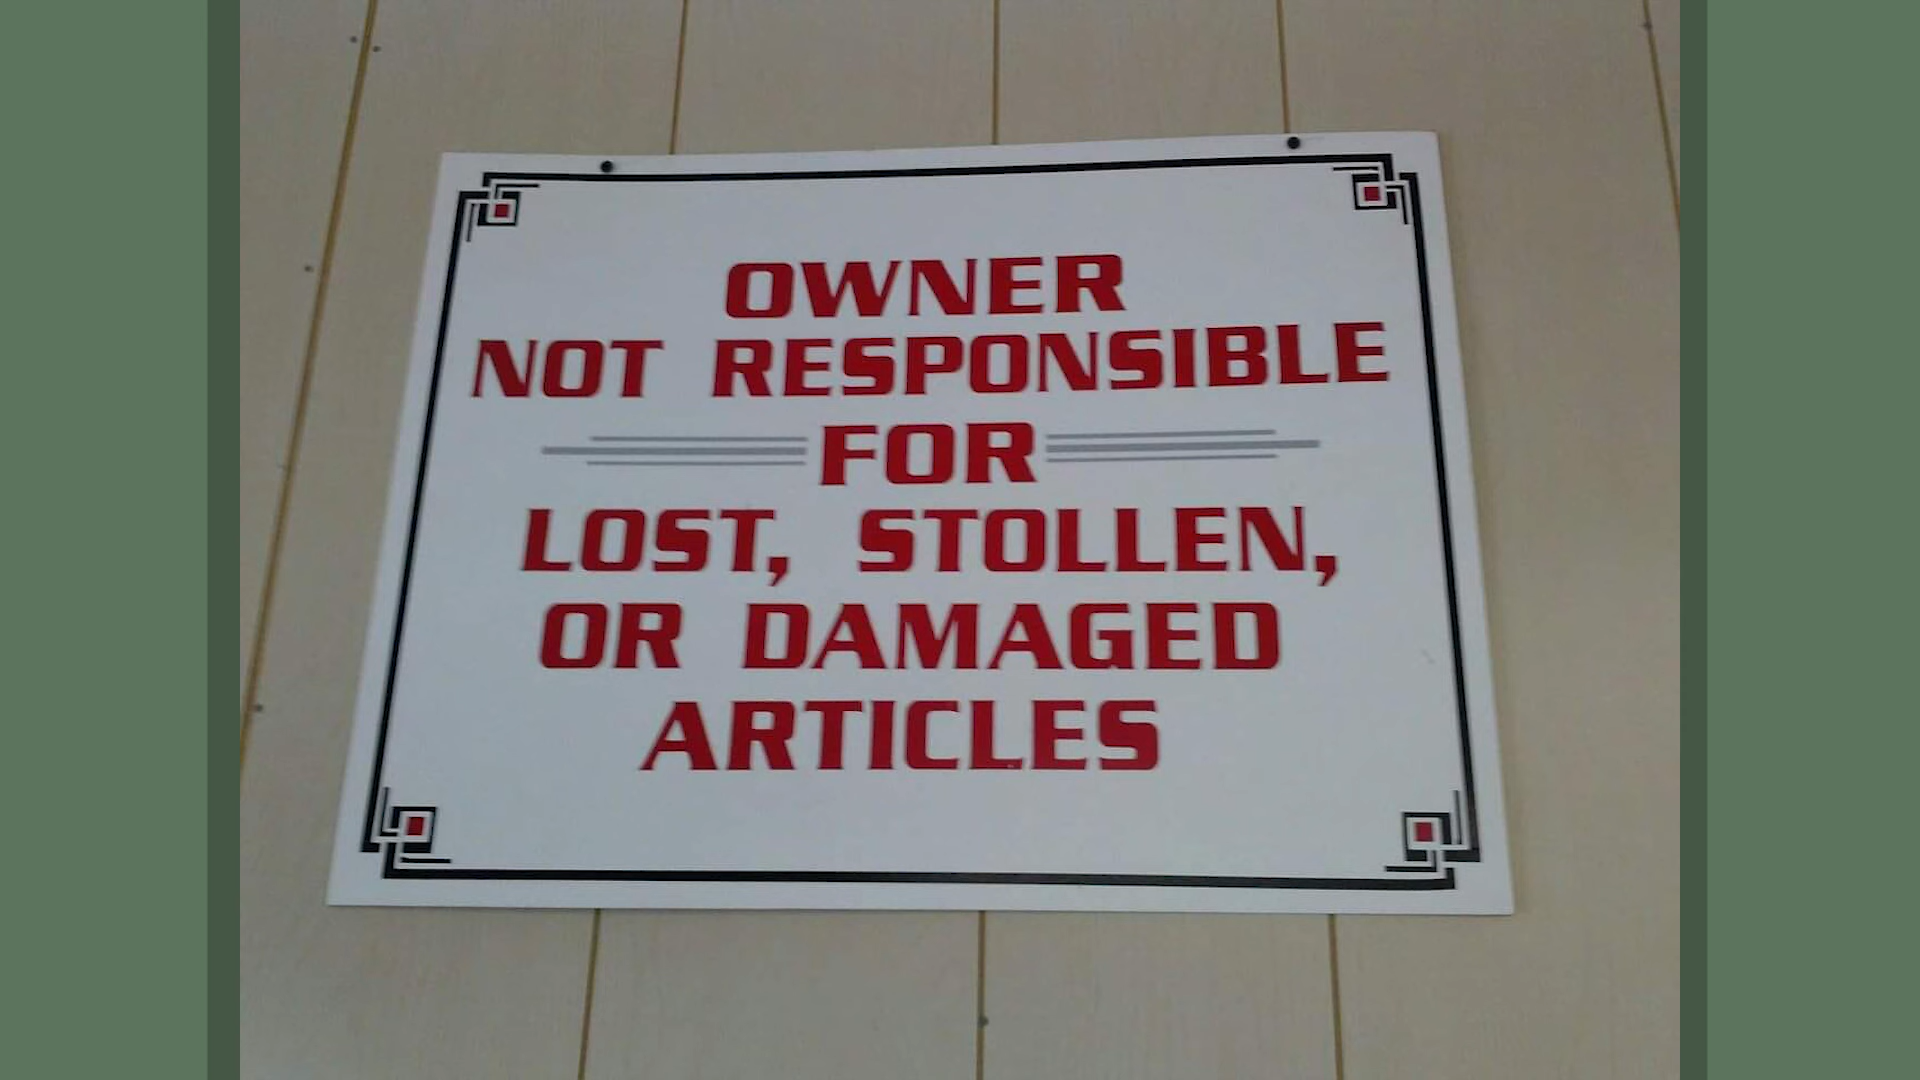 OWNER
NOT RESPONSIBLE
FOR
LOST, STOLLEN,
OR DAMAGED
ARTICLES